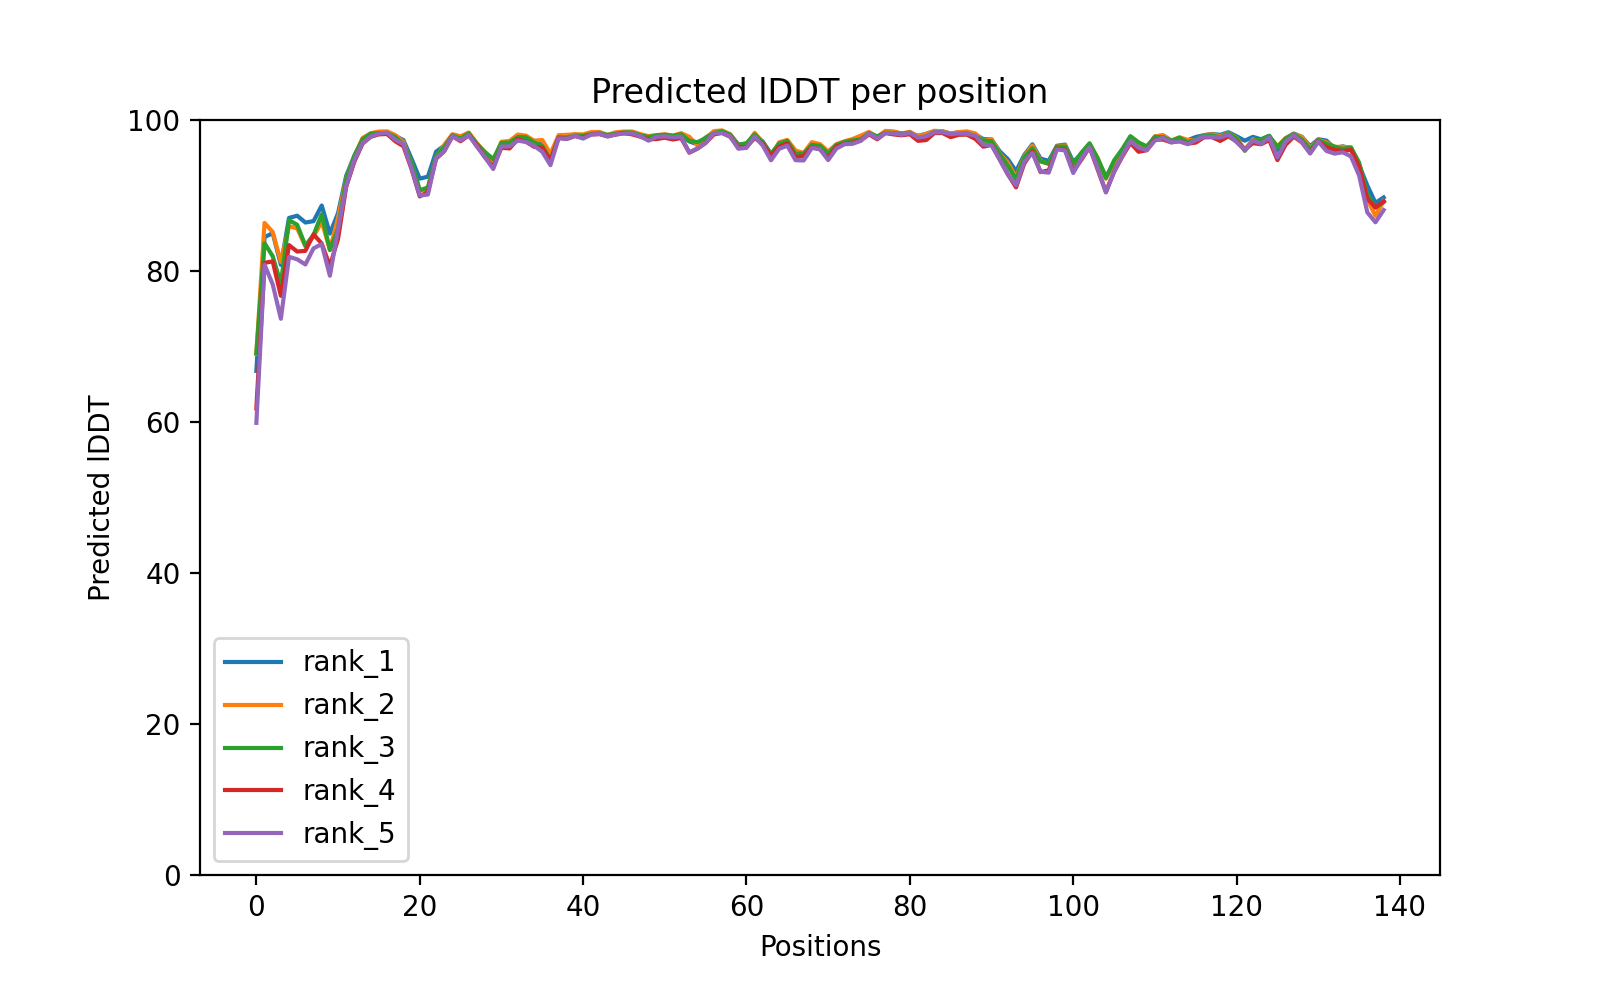 Predicted lDDT per position
100
80
60
40
20
0
Predicted lDDT
rank_1
rank_2
rank_3
rank_4
rank_5
0 20 40 60 80 100 120 140
Positions